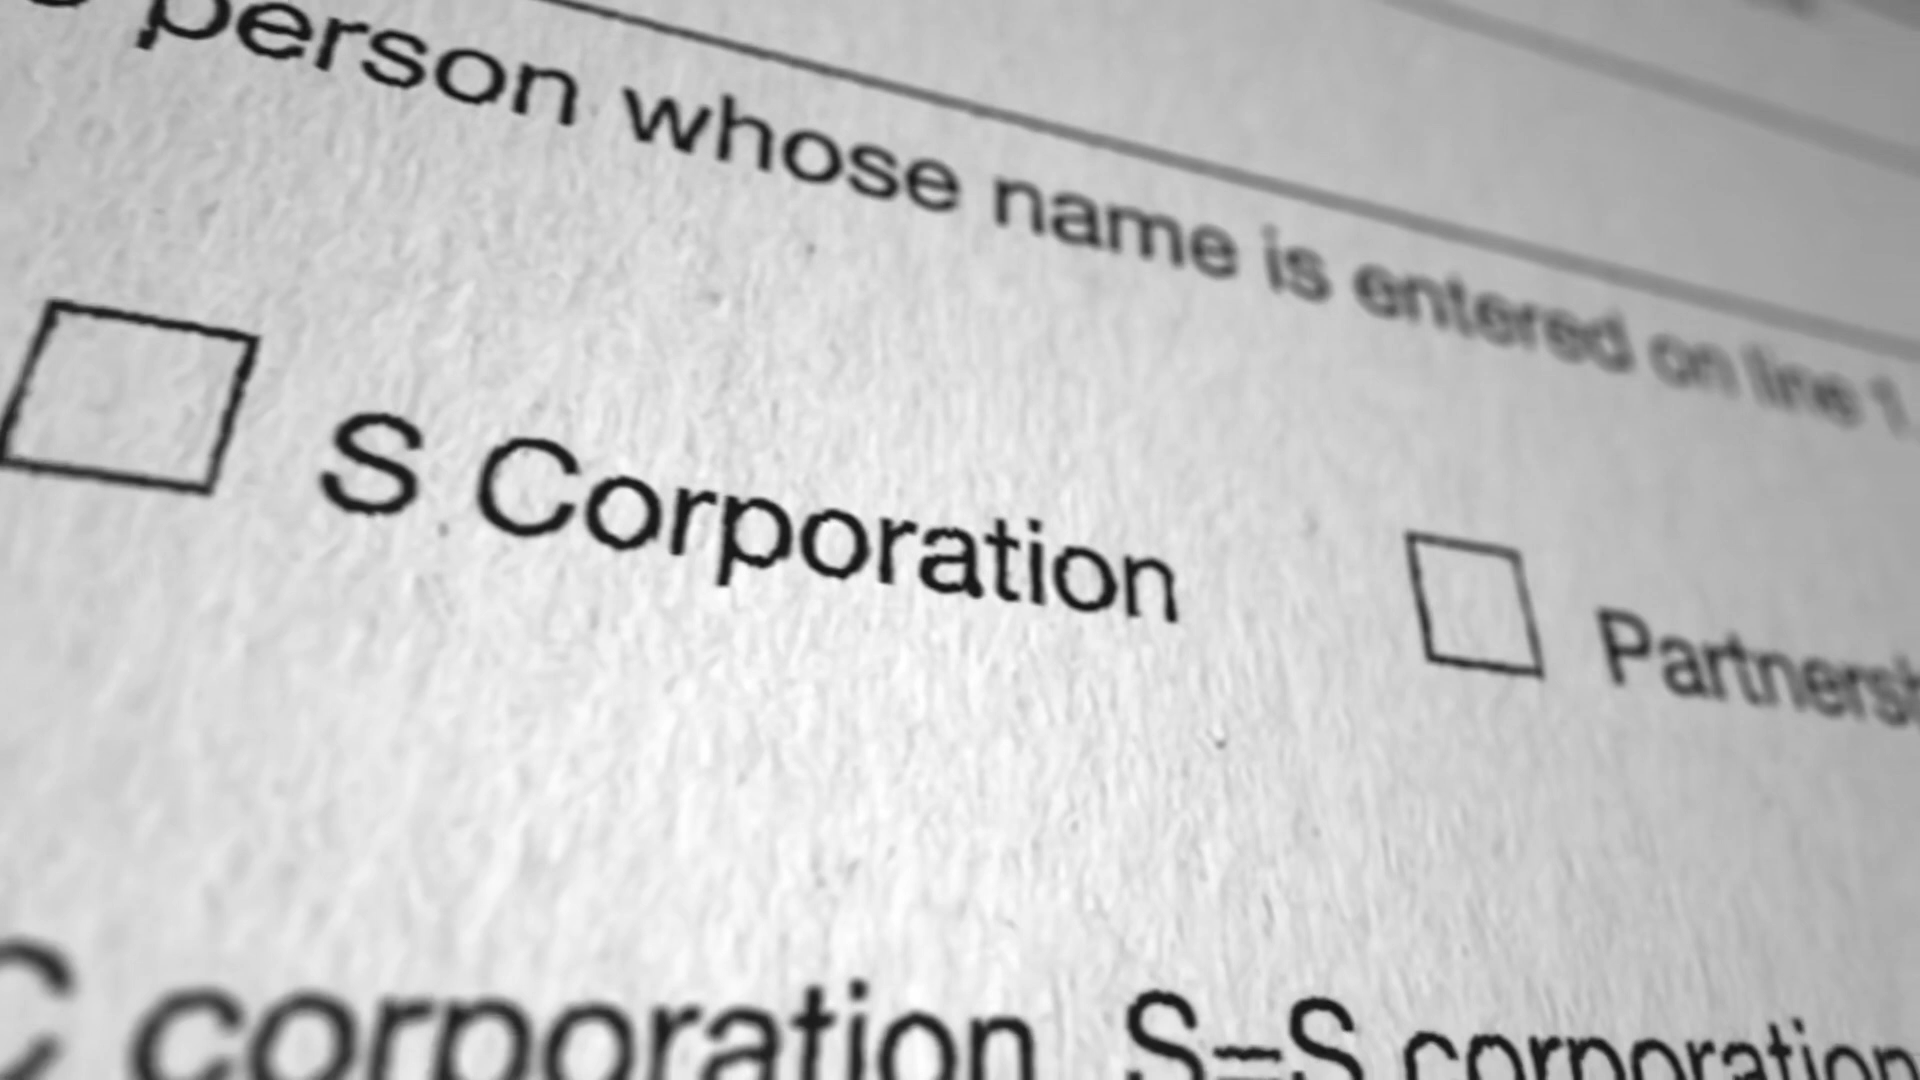 person whose name is entered on line 1.
S Corporation Partnersh
C corporation S=S corporation